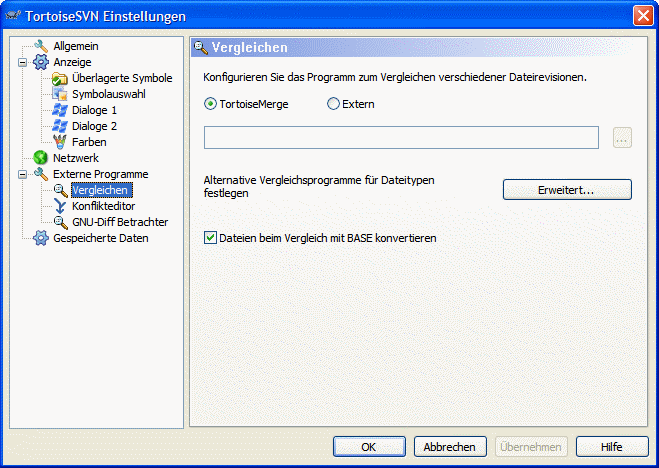 TortoiseSVN Einstellungen
Allgemein
Anzeige
Überlagerte Symbole
Symbolauswahl
Dialoge 1
Dialoge 2
Farben
Netzwerk
Externe Programme
Vergleichen
Konflikteditor
GNU-Diff Betrachter
Gespeicherte Daten
Vergleichen
Konfigurieren Sie das Programm zum Vergleichen verschiedener Dateirevisionen.
TortoiseMerge Extern
...
Alternative Vergleichsprogramme für Dateitypen
festlegen
Erweitert...
Dateien beim Vergleich mit BASE konvertieren
OK Abbrechen Übernehmen Hilfe